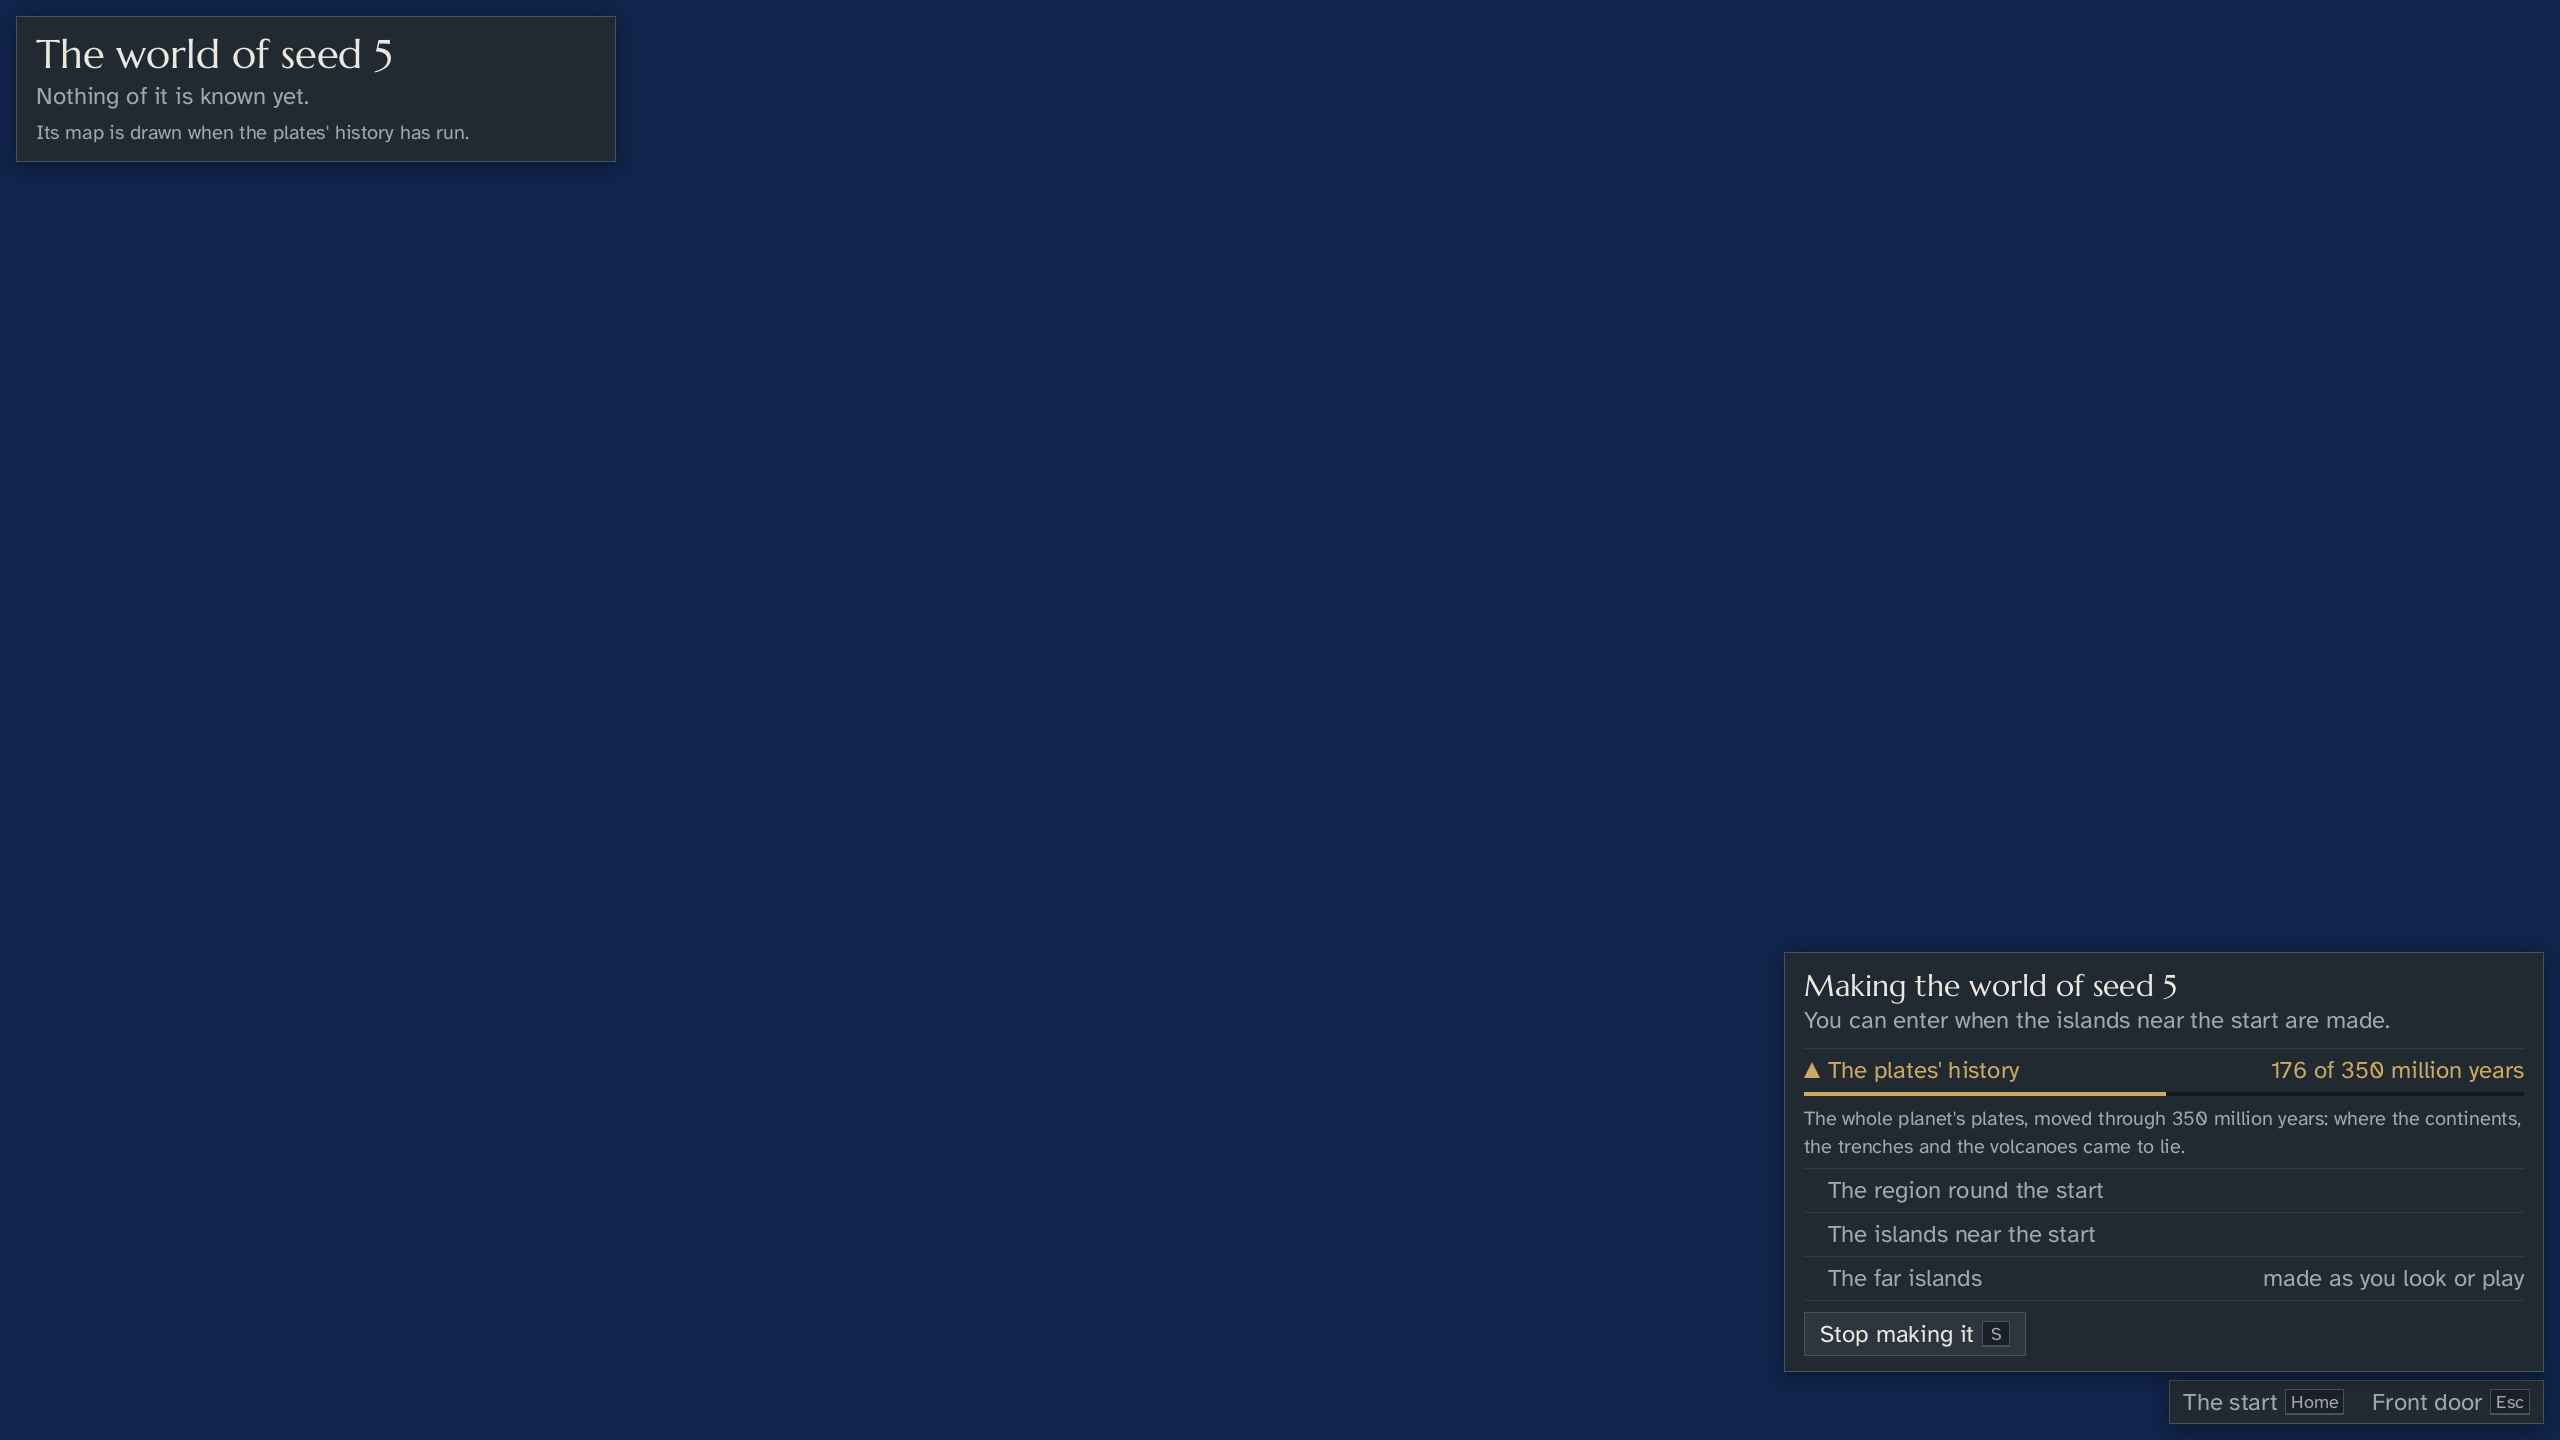 The world of seed 5
Nothing of it is known yet.
Its map is drawn when the plates' history has run.
Making the world of seed 5
You can enter when the islands near the start are made.
▲ The plates' history 176 of 350 million years
The whole planet's plates, moved through 350 million years: where the continents,
the trenches and the volcanoes came to lie.
The region round the start
The islands near the start
The far islands made as you look or play
Stop making it S
The start Home Front door Esc